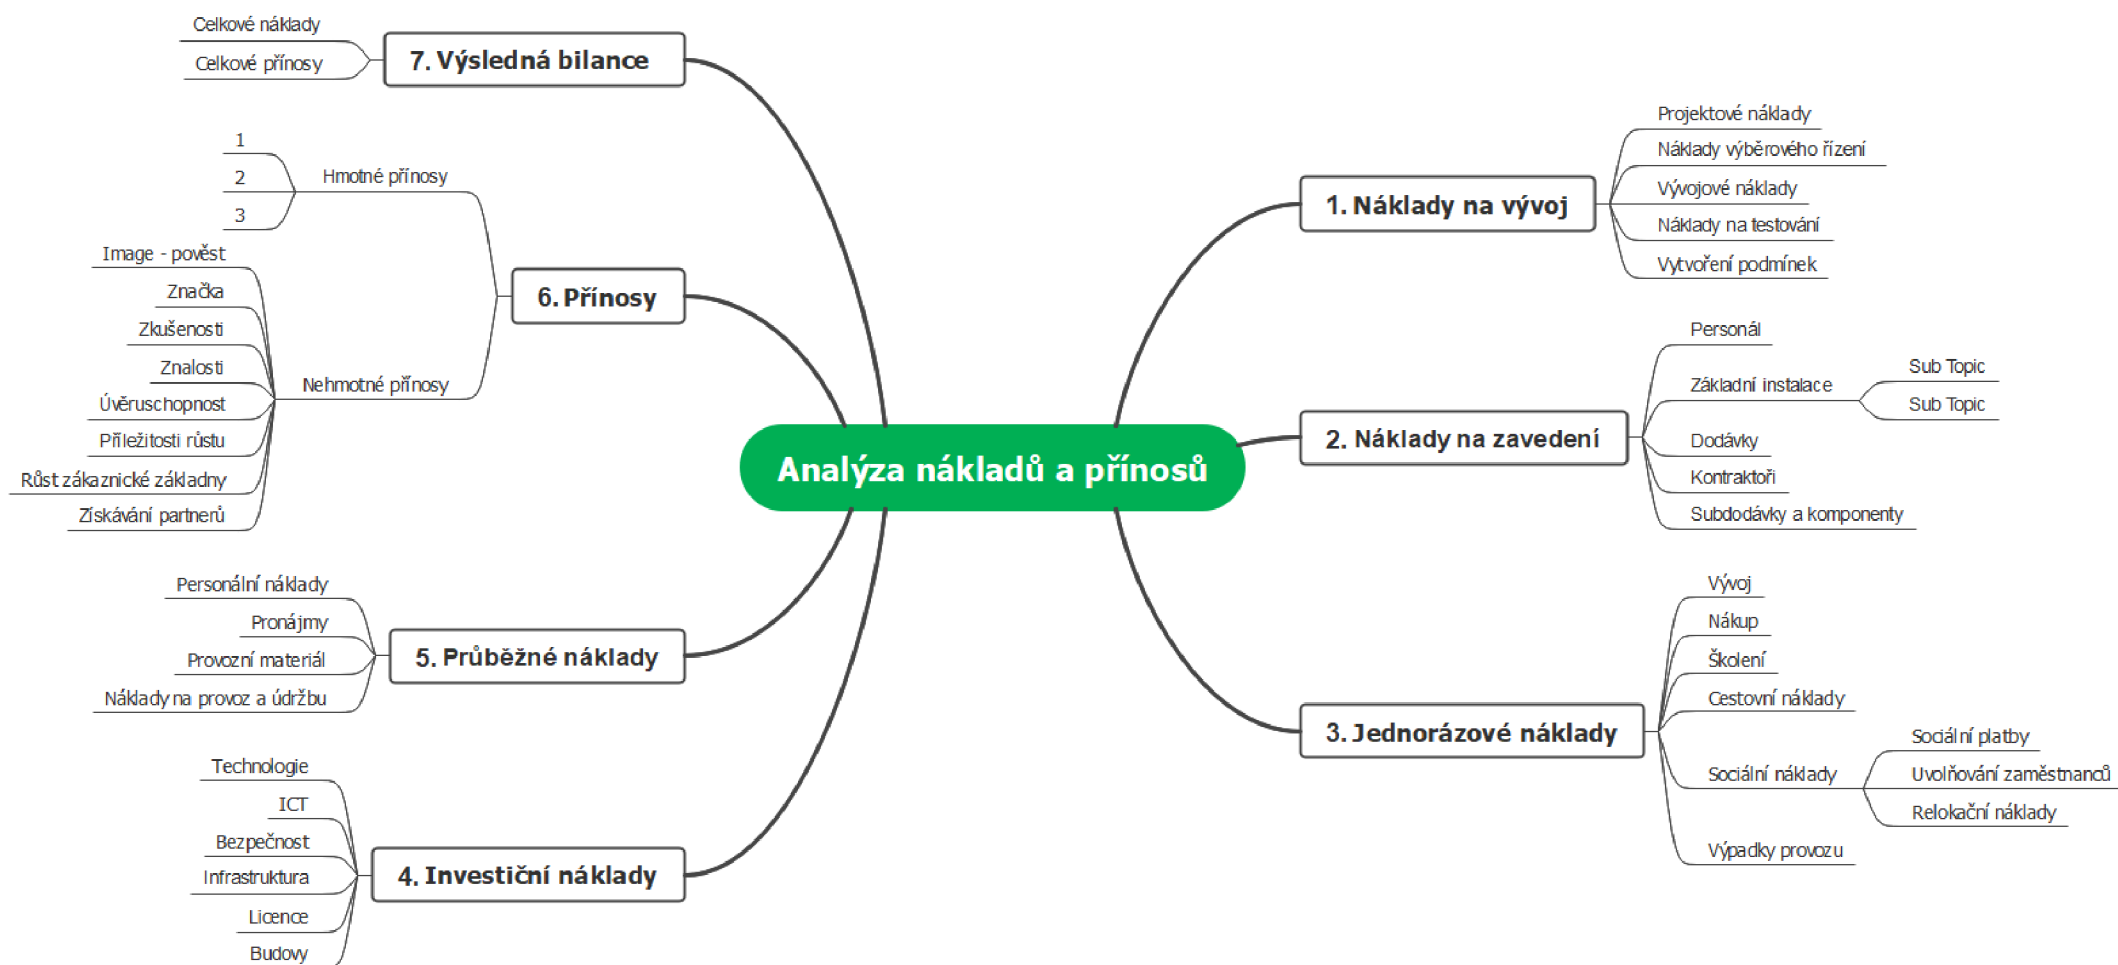 Analýza nákladů a přínosů
1. Náklady na vývoj
Projektové náklady
Náklady výběrového řízení
Vývojové náklady
Náklady na testování
Vytvoření podmínek
2. Náklady na zavedení
Personál
Základní instalace
Sub Topic
Sub Topic
Dodávky
Kontraktoři
Subdodávky a komponenty
3. Jednorázové náklady
Vývoj
Nákup
Školení
Cestovní náklady
Sociální náklady
Sociální platby
Uvolňování zaměstnanců
Relokační náklady
Výpadky provozu
4. Investiční náklady
Technologie
ICT
Bezpečnost
Infrastruktura
Licence
Budovy
5. Průběžné náklady
Personální náklady
Pronájmy
Provozní materiál
Náklady na provoz a údržbu
6. Přínosy
Hmotné přínosy
1
2
3
Nehmotné přínosy
Image - pověst
Značka
Zkušenosti
Znalosti
Úvěruschopnost
Příležitosti růstu
Růst zákaznické základny
Získávání partnerů
7. Výsledná bilance
Celkové náklady
Celkové přínosy